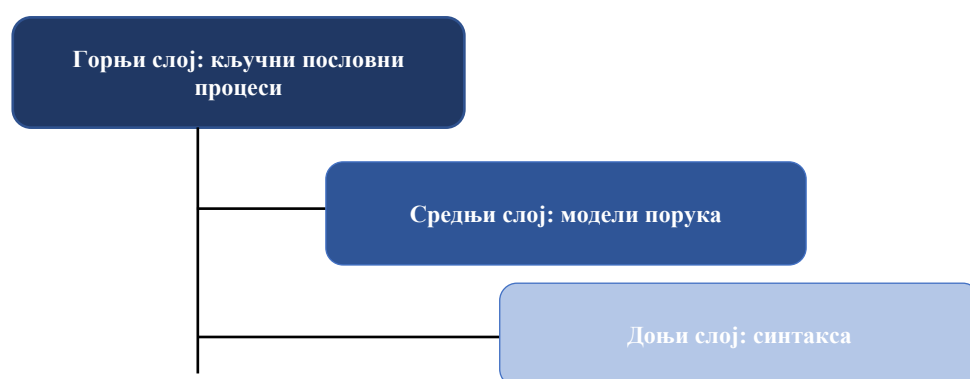 Горњи слој: кључни пословни
процеси
Средњи слој: модели порука
Доњи слој: синтакса